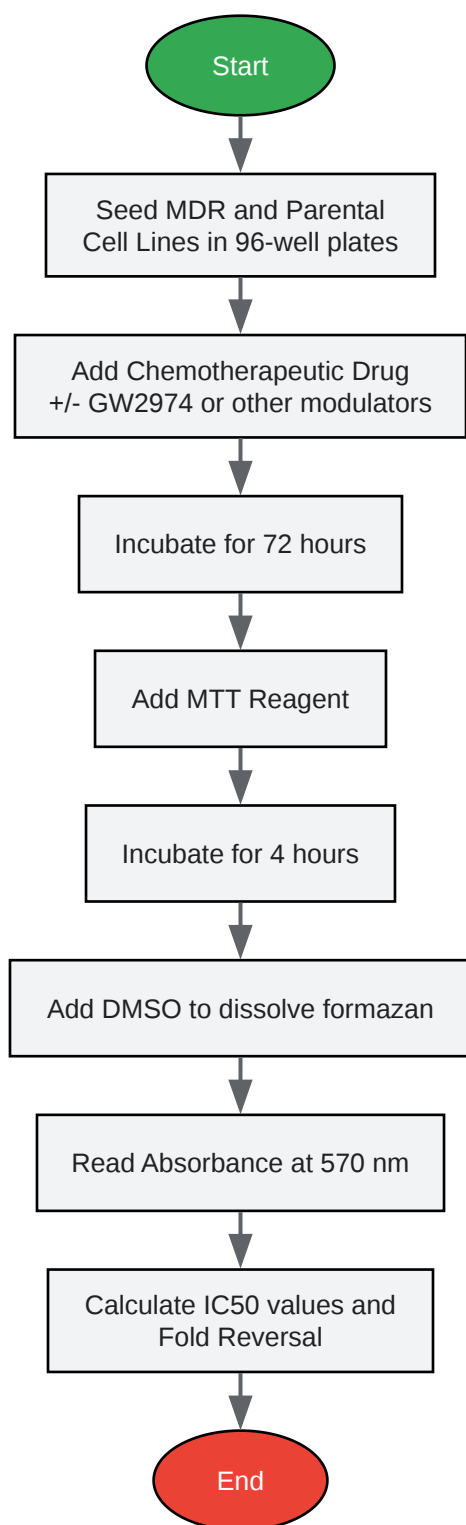 Start
Seed MDR and Parental
Cell Lines in 96-well plates
Add Chemotherapeutic Drug
+/- GW2974 or other modulators
Incubate for 72 hours
Add MTT Reagent
Incubate for 4 hours
Add DMSO to dissolve formazan
Read Absorbance at 570 nm
Calculate IC50 values and
Fold Reversal
End